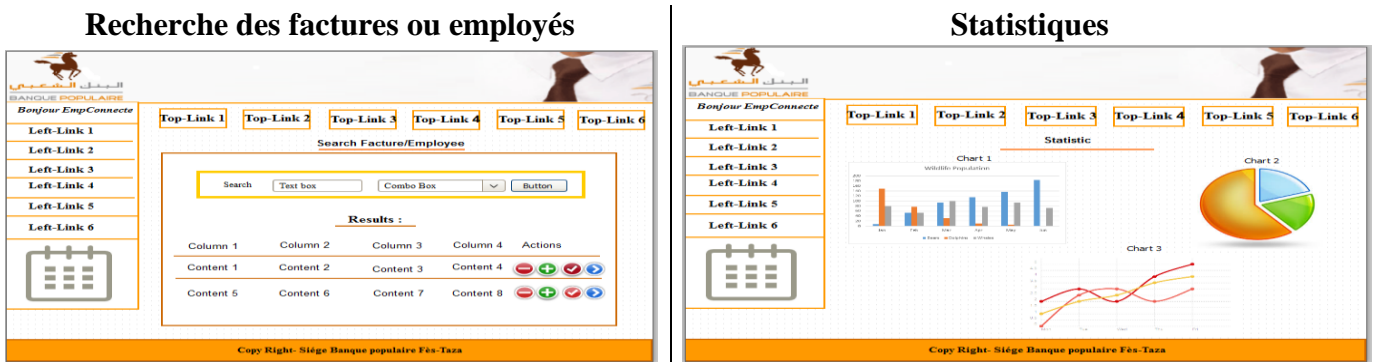 Recherche des factures ou employés
البنك الشعبي
BANQUE POPULAIRE
Bonjour EmpConnecte
Left-Link 1
Left-Link 2
Left-Link 3
Left-Link 4
Left-Link 5
Left-Link 6
Top-Link 1 Top-Link 2 Top-Link 3 Top-Link 4 Top-Link 5 Top-Link 6
Search Facture/Employee
Search Text box Combo Box Button
Results :
Column 1 Column 2 Column 3 Column 4 Actions
Content 1 Content 2 Content 3 Content 4
Content 5 Content 6 Content 7 Content 8
Copy Right- Siége Banque populaire Fès-Taza
Statistiques
البنك الشعبي
BANQUE POPULAIRE
Bonjour EmpConnecte
Left-Link 1
Left-Link 2
Left-Link 3
Left-Link 4
Left-Link 5
Left-Link 6
Top-Link 1 Top-Link 2 Top-Link 3 Top-Link 4 Top-Link 5 Top-Link 6
Statistic
Chart 1
Wildlife Population
Chart 2
Chart 3
Copy Right- Siége Banque populaire Fès-Taza